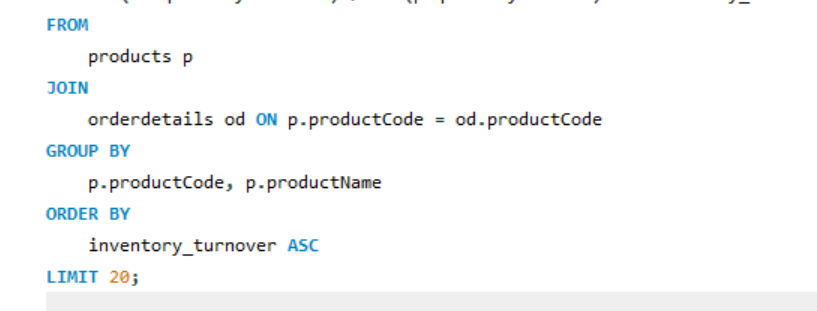 FROM
products p
JOIN
orderdetails od ON p.productCode = od.productCode
GROUP BY
p.productCode, p.productName
ORDER BY
inventory_turnover ASC
LIMIT 20;